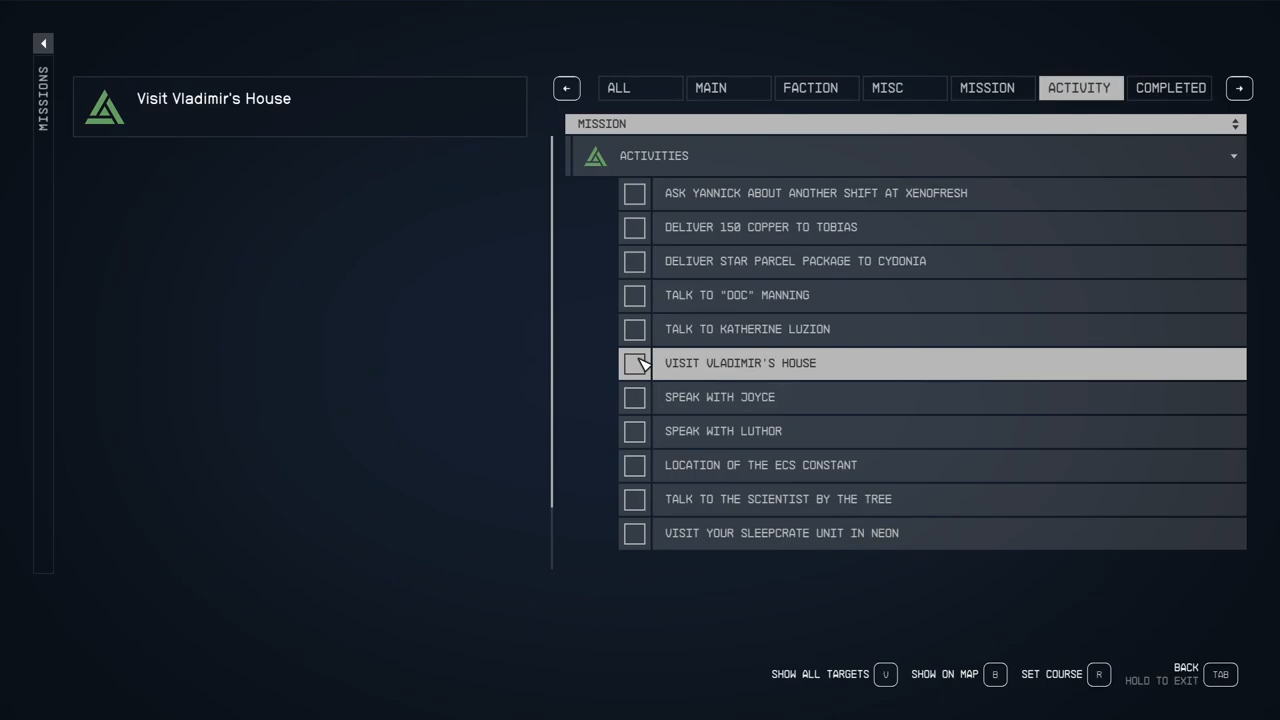 MISSIONS
Visit Vladimir's House
ALL
MAIN
FACTION
MISC
MISSION
ACTIVITY
COMPLETED
MISSION
ACTIVITIES
ASK YANNICK ABOUT ANOTHER SHIFT AT XENOFRESH
DELIVER 150 COPPER TO TOBIAS
DELIVER STAR PARCEL PACKAGE TO CYDONIA
TALK TO "DOC" MANNING
TALK TO KATHERINE LUZION
VISIT VLADIMIR'S HOUSE
SPEAK WITH JOYCE
SPEAK WITH LUTHOR
LOCATION OF THE ECS CONSTANT
TALK TO THE SCIENTIST BY THE TREE
VISIT YOUR SLEEPCRATE UNIT IN NEON
SHOW ALL TARGETS V
SHOW ON MAP B
SET COURSE R
BACK
HOLD TO EXIT
TAB